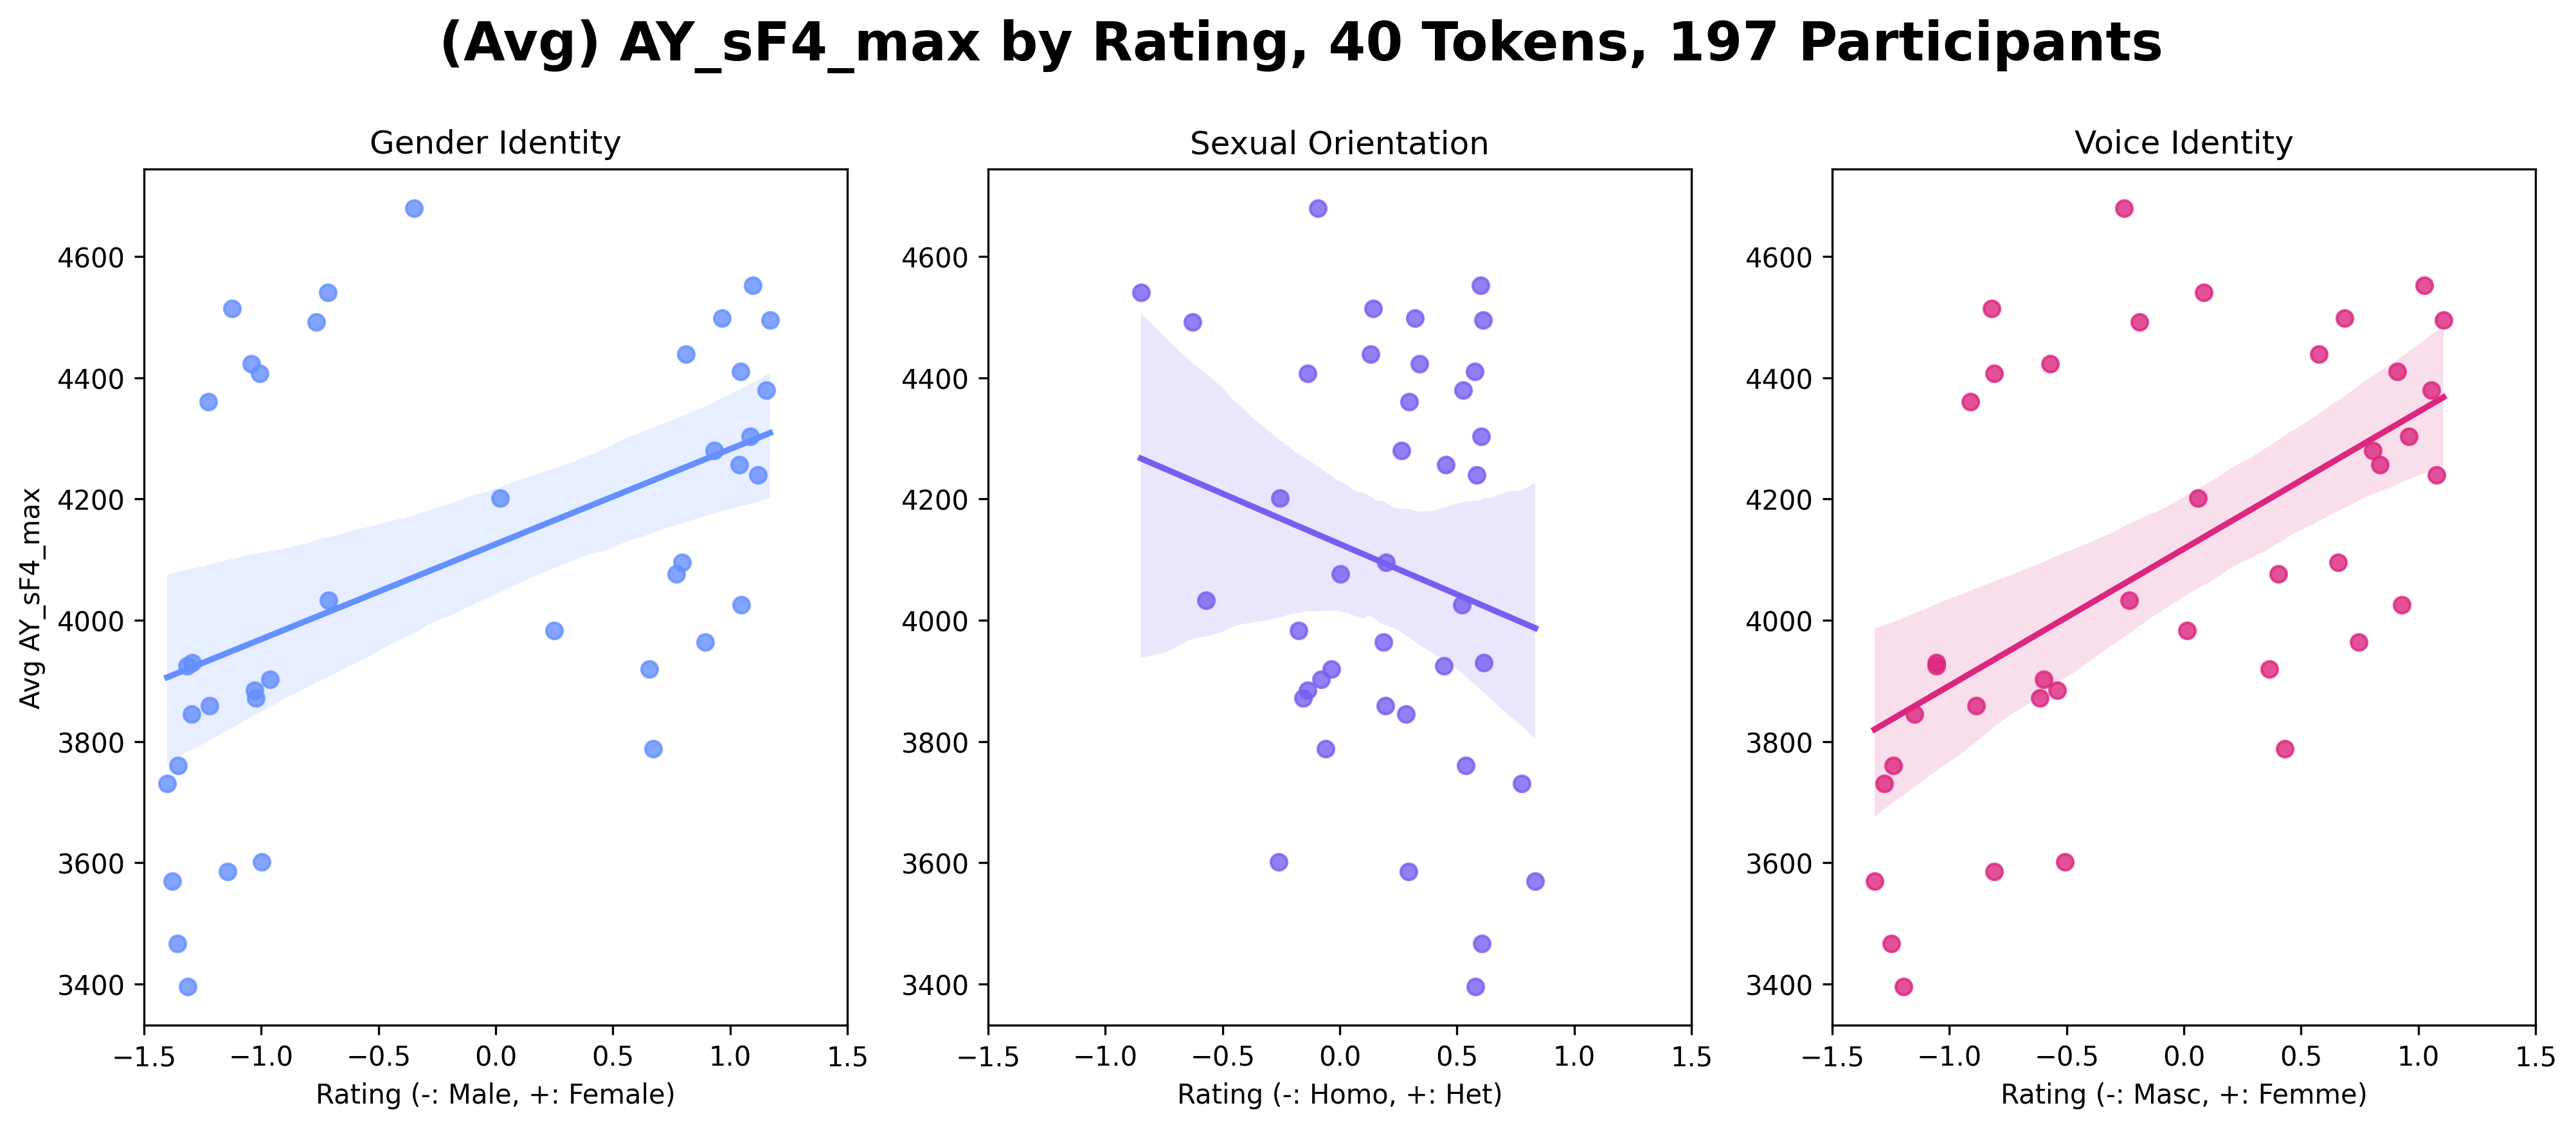 (Avg) AY_sF4_max by Rating, 40 Tokens, 197 Participants
Gender Identity
Sexual Orientation
Voice Identity
Avg AY_sF4_max
4600
4400
4200
4000
3800
3600
3400
−1.5 −1.0 −0.5 0.0 0.5 1.0 1.5
Rating (-: Male, +: Female)
4600
4400
4200
4000
3800
3600
3400
−1.5 −1.0 −0.5 0.0 0.5 1.0 1.5
Rating (-: Homo, +: Het)
4600
4400
4200
4000
3800
3600
3400
−1.5 −1.0 −0.5 0.0 0.5 1.0 1.5
Rating (-: Masc, +: Femme)